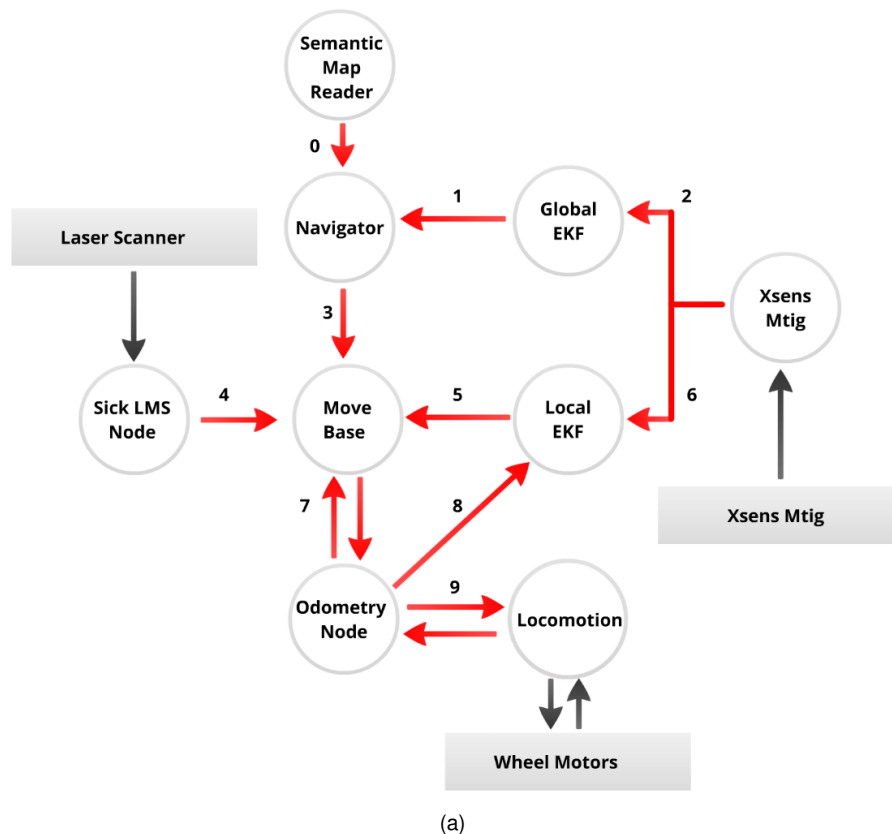 Semantic
Map
Reader
0
Navigator
1
Global
EKF
2
Laser Scanner
Xsens
Mtig
3
Sick LMS
Node
4
Move
Base
5
Local
EKF
6
Xsens Mtig
7
8
Odometry
Node
9
Locomotion
Wheel Motors
(a)